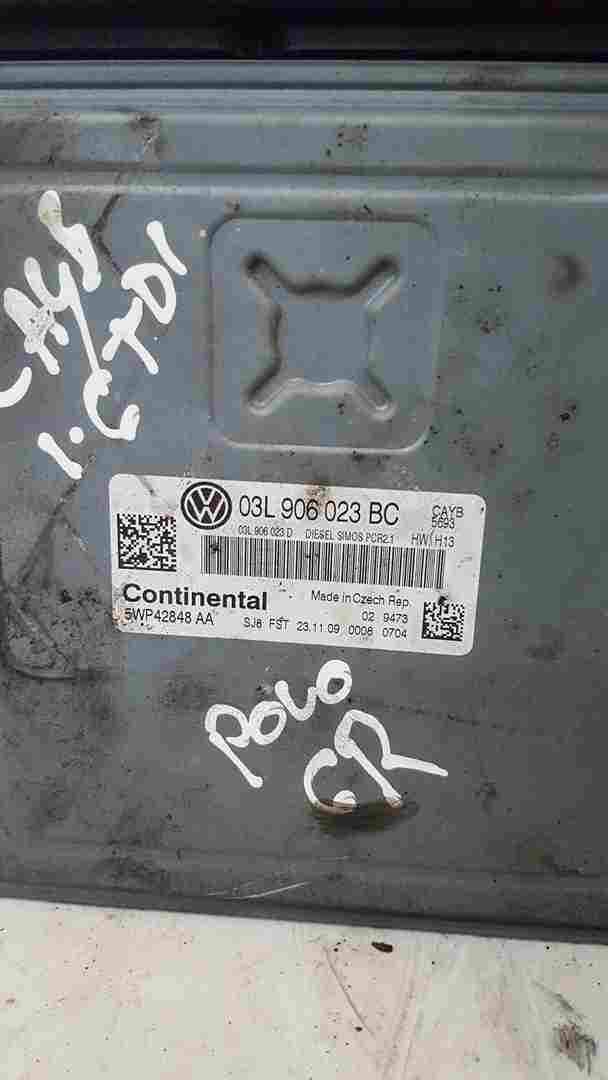 CAYB
1.6 TDI
03L 906 023 BC
CAYB
5693
03L 906 023 D DIESEL SIMOS PCR2.1 HW: H13
Continental
Made in Czech Rep.
5WP42848 AA
02 9473
SJ8 FST 23.11.09 0008 0704
POLO
6R